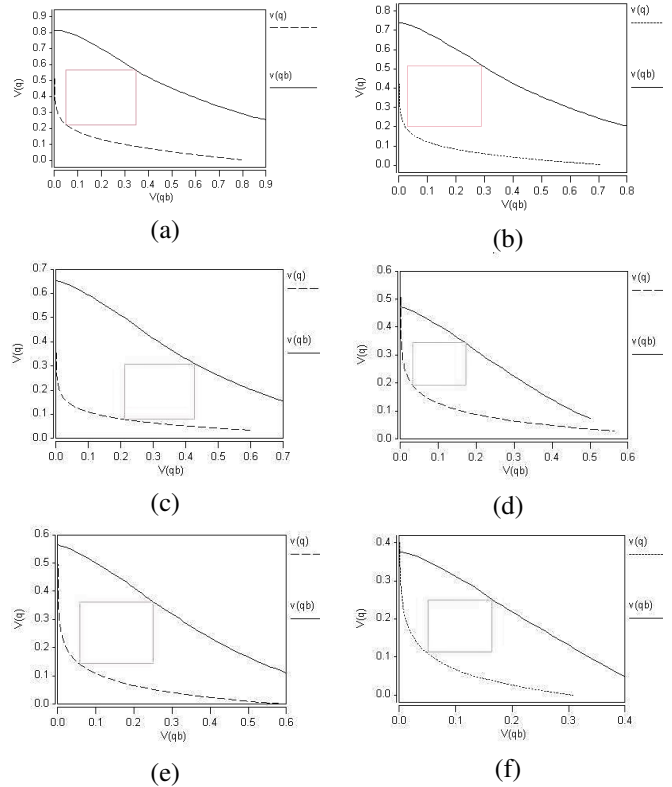 v(q)
0.9
0.8
0.7
0.6
0.5
0.4
0.3
0.2
0.1
0.0
V(q)
v(qb)
0.0 0.1 0.2 0.3 0.4 0.5 0.6 0.7 0.8 0.9
V(qb)
(a)
v(q)
0.8
0.7
0.6
0.5
0.4
0.3
0.2
0.1
0.0
V(q)
v(qb)
0.0 0.1 0.2 0.3 0.4 0.5 0.6 0.7 0.8
V(qb)
(b)
v(q)
0.7
0.6
0.5
0.4
0.3
0.2
0.1
0.0
V(q)
v(qb)
0.0 0.1 0.2 0.3 0.4 0.5 0.6 0.7
V(qb)
(c)
v(q)
0.6
0.5
0.4
0.3
0.2
0.1
0.0
V(q)
v(qb)
0.0 0.1 0.2 0.3 0.4 0.5 0.6
V(qb)
(d)
v(q)
0.6
0.5
0.4
0.3
0.2
0.1
0.0
V(q)
v(qb)
0.0 0.1 0.2 0.3 0.4 0.5 0.6
V(qb)
(e)
v(q)
0.4
0.3
0.2
0.1
0.0
V(q)
v(qb)
0.0 0.1 0.2 0.3 0.4
V(qb)
(f)